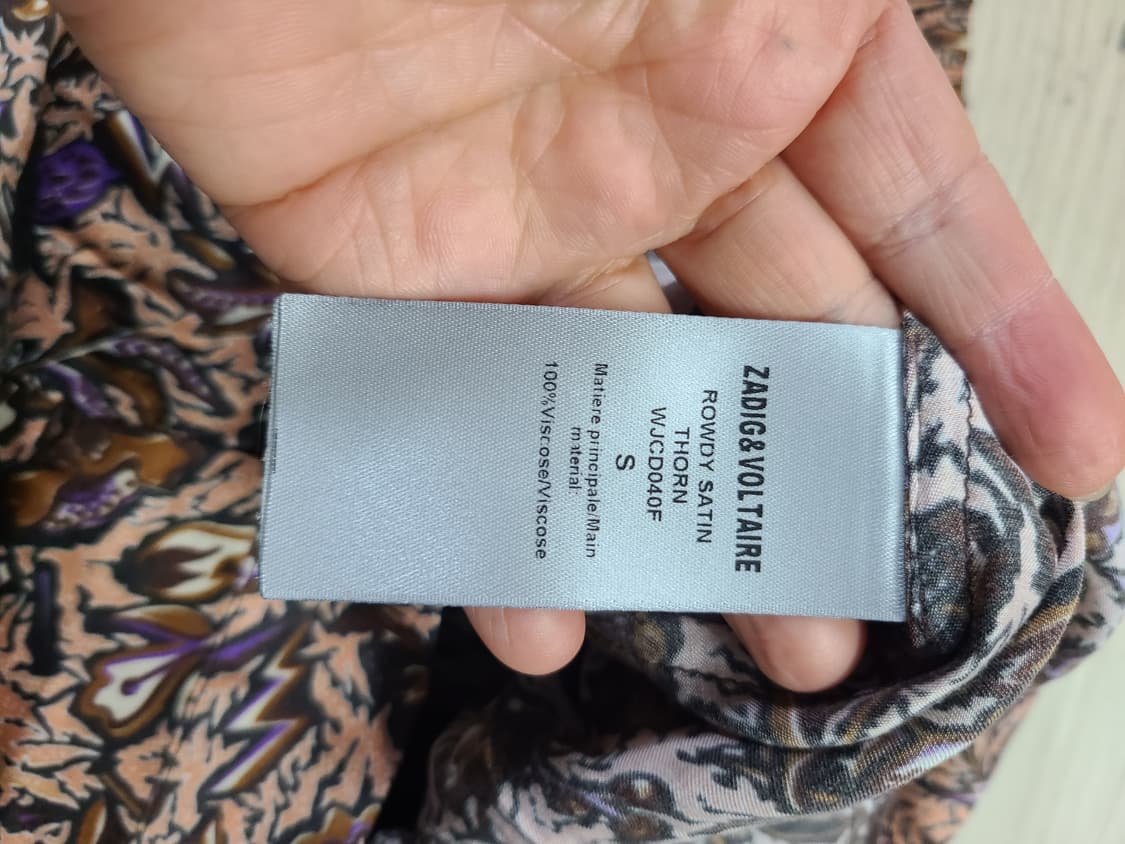 ZADIG&VOLTAIRE
ROWDY SATIN
THORN
WJCD040F
S
Matiere principale/Main
material:
100%Viscose/Viscose